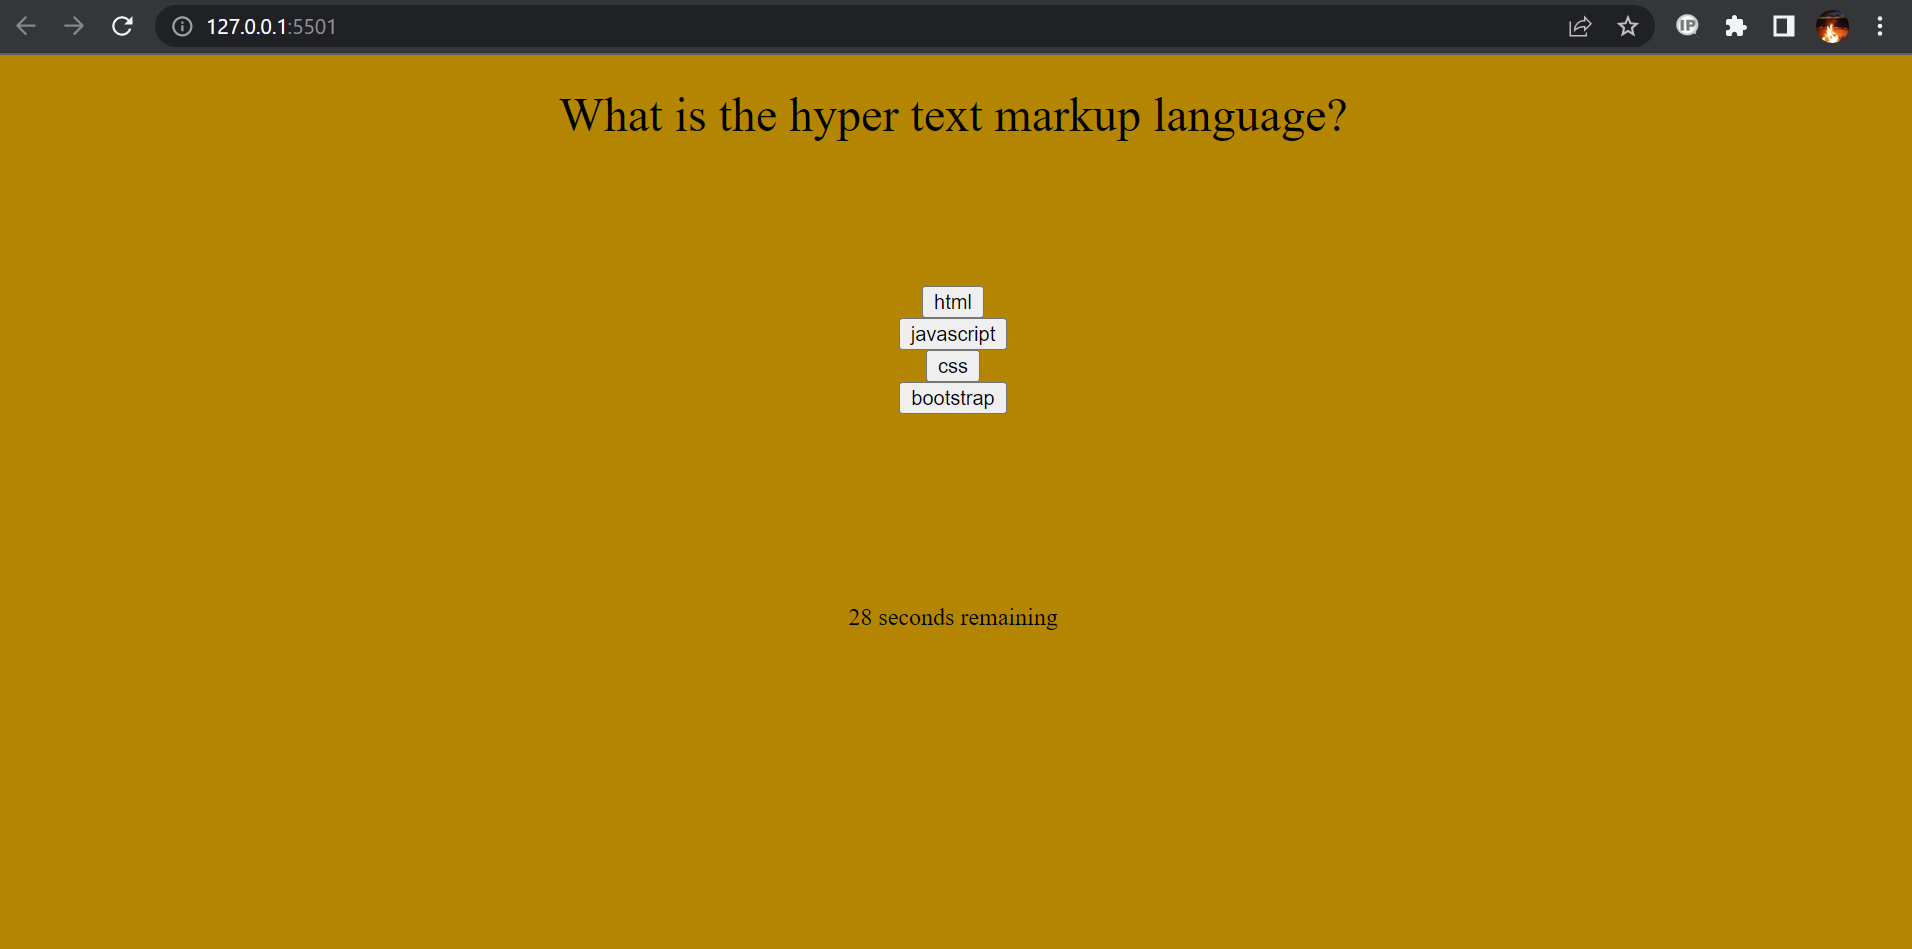 127.0.0.1:5501
IP
What is the hyper text markup language?
html
javascript
css
bootstrap
28 seconds remaining